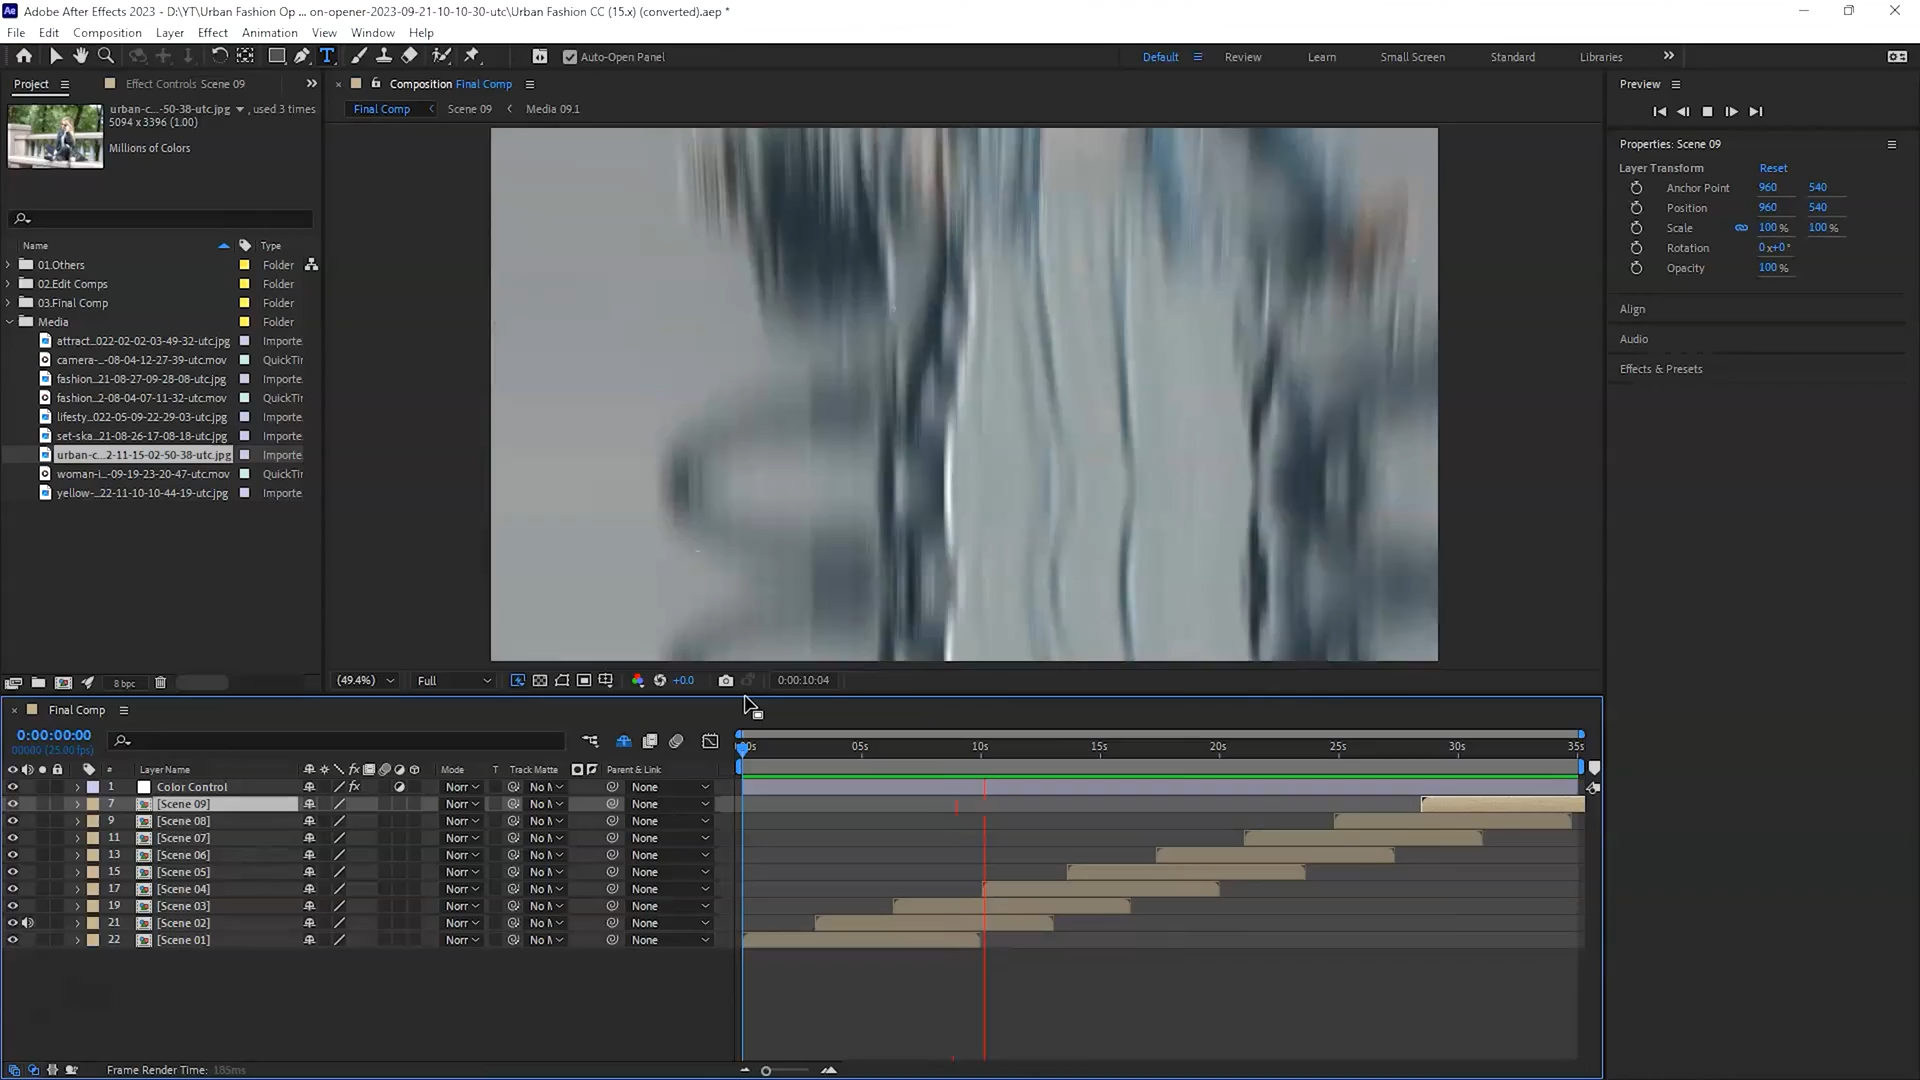 Adobe After Effects 2023 - D:\YT\Urban Fashion Op ... on-opener-2023-09-21-10-10-30-utc\Urban Fashion CC (15.x) (converted).aep *
File Edit Composition Layer Effect Animation View Window Help
Auto-Open Panel Default Review Learn Small Screen Standard Libraries
Project Effect Controls Scene 09
urban-c...-50-38-utc.jpg , used 3 times
5094 x 3396 (1.00)
Millions of Colors
Name Type
01.Others Folder
02.Edit Comps Folder
03.Final Comp Folder
Media Folder
attract...022-02-02-03-49-32-utc.jpg Importe
camera-...-08-04-12-27-39-utc.mov QuickTir
fashion...21-08-27-09-28-08-utc.jpg Importe
fashion...2-08-04-07-11-32-utc.mov QuickTir
lifesty...022-05-09-22-29-03-utc.jpg Importe
set-ska...21-08-26-17-08-18-utc.jpg Importe
urban-c...2-11-15-02-50-38-utc.jpg Importe
woman-i...-09-19-23-20-47-utc.mov QuickTir
yellow-...22-11-10-10-44-19-utc.jpg Importe
8 bpc
Composition Final Comp
Final Comp Scene 09 Media 09.1
(49.4%) Full +0.0 0:00:10:04
Preview
Properties: Scene 09
Layer Transform Reset
Anchor Point 960 540
Position 960 540
Scale 100 % 100 %
Rotation 0x+0°
Opacity 100 %
Align
Audio
Effects & Presets
Final Comp
0:00:00:00
00000 (25.00 fps)
05s 10s 15s 20s 25s 30s 35s
# Layer Name Mode T Track Matte Parent & Link
1 Color Control Norr No M None
7 [Scene 09] Norr No M None
9 [Scene 08] Norr No M None
11 [Scene 07] Norr No M None
13 [Scene 06] Norr No M None
15 [Scene 05] Norr No M None
17 [Scene 04] Norr No M None
19 [Scene 03] Norr No M None
21 [Scene 02] Norr No M None
22 [Scene 01] Norr No M None
Frame Render Time: 185ms